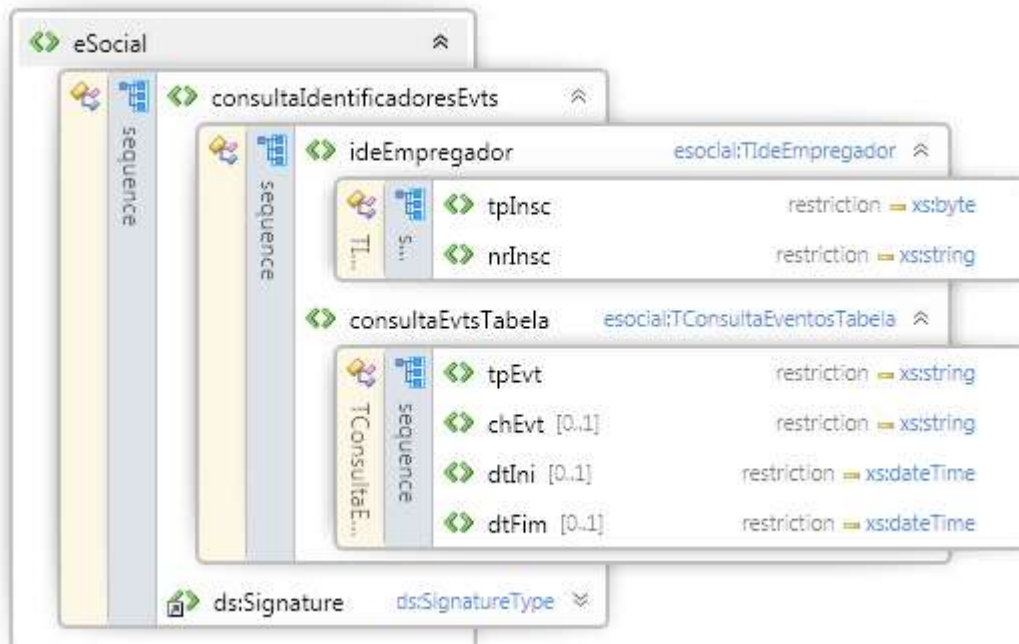 eSocial
sequence
consultaIdentificadoresEvts
sequence
ideEmpregador esocial:TIdeEmpregador
TI...
s...
tpInsc restriction xs:byte
nrInsc restriction xs:string
consultaEvtsTabela esocial:TConsultaEventosTabela
TConsultaE...
sequence
tpEvt restriction xs:string
chEvt [0..1] restriction xs:string
dtIni [0..1] restriction xs:dateTime
dtFim [0..1] restriction xs:dateTime
ds:Signature ds:SignatureType